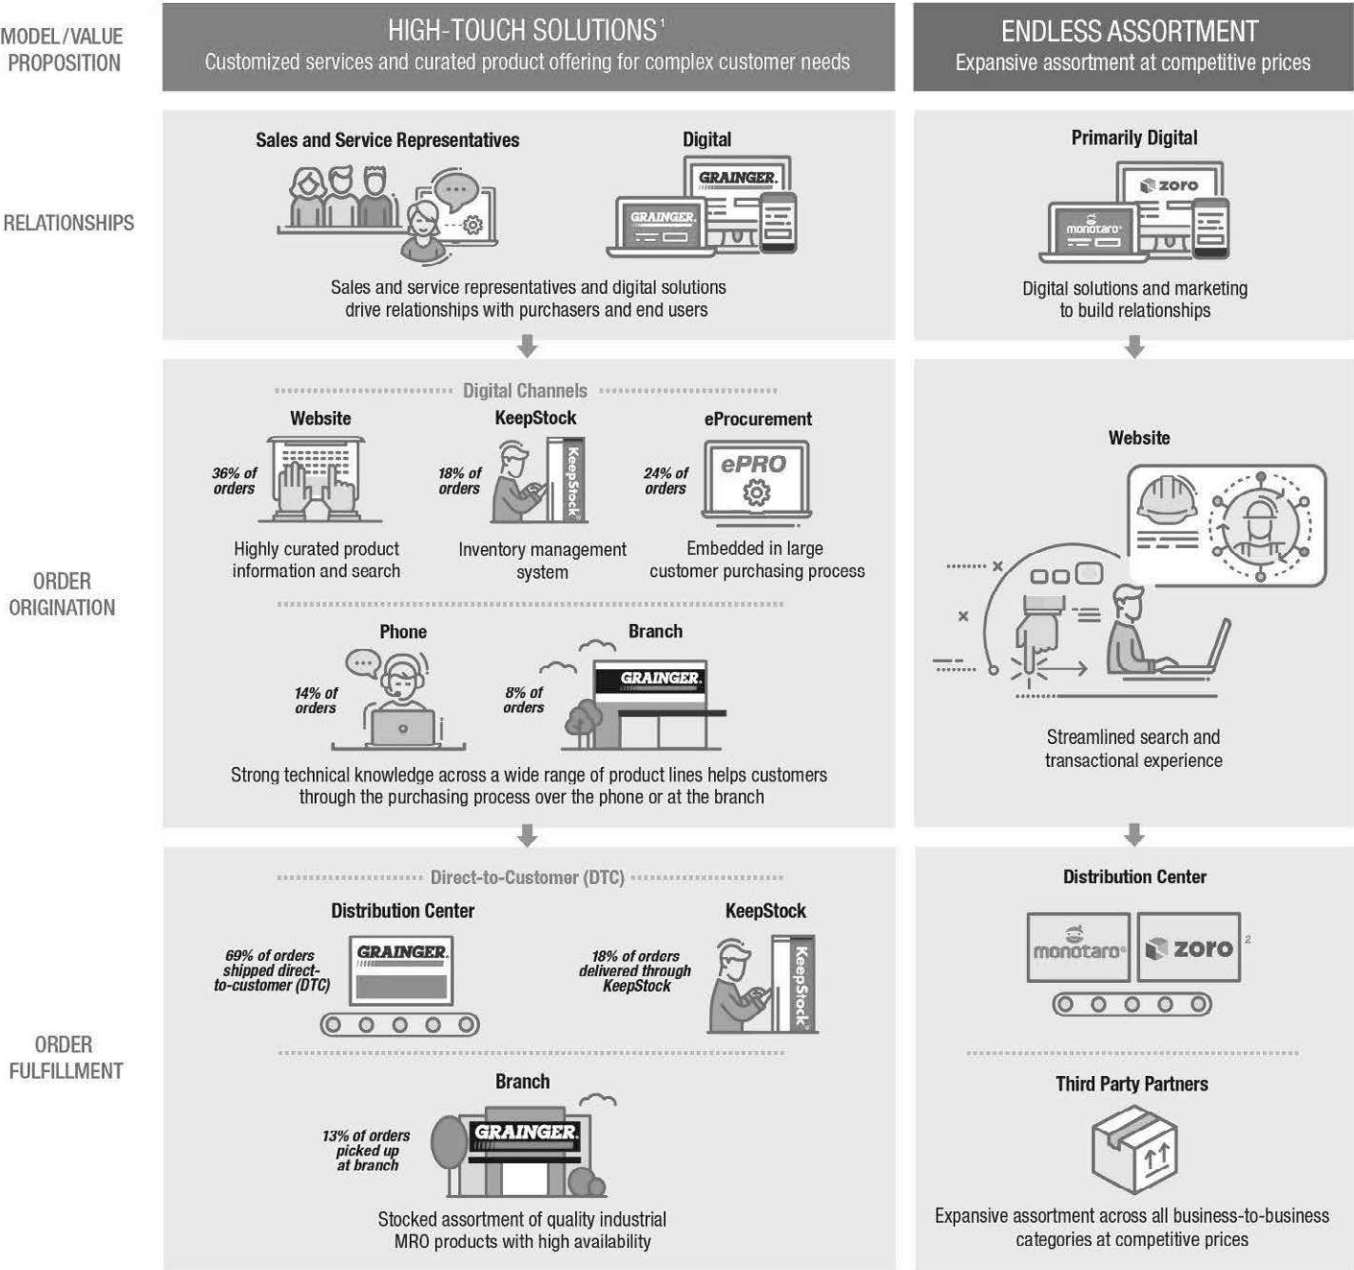 MODEL/VALUE
PROPOSITION
HIGH-TOUCH SOLUTIONS¹
Customized services and curated product offering for complex customer needs
ENDLESS ASSORTMENT
Expansive assortment at competitive prices
RELATIONSHIPS
Sales and Service Representatives
Digital
GRAINGER.
GRAINGER.
Sales and service representatives and digital solutions
drive relationships with purchasers and end users
Primarily Digital
zoro
monotaro
Digital solutions and marketing
to build relationships
ORDER
ORIGINATION
Digital Channels
Website
36% of
orders
Highly curated product
information and search
KeepStock
18% of
orders
KeepStock®
Inventory management
system
eProcurement
24% of
orders
ePRO
Embedded in large
customer purchasing process
Phone
14% of
orders
Branch
8% of
orders
GRAINGER.
Strong technical knowledge across a wide range of product lines helps customers
through the purchasing process over the phone or at the branch
Website
Streamlined search and
transactional experience
ORDER
FULFILLMENT
Direct-to-Customer (DTC)
Distribution Center
69% of orders
shipped direct-
to-customer (DTC)
GRAINGER.
KeepStock
18% of orders
delivered through
KeepStock
KeepStock®
Branch
13% of orders
picked up
at branch
GRAINGER.
Stocked assortment of quality industrial
MRO products with high availability
Distribution Center
monotaro
zoro ²
Third Party Partners
Expansive assortment across all business-to-business
categories at competitive prices